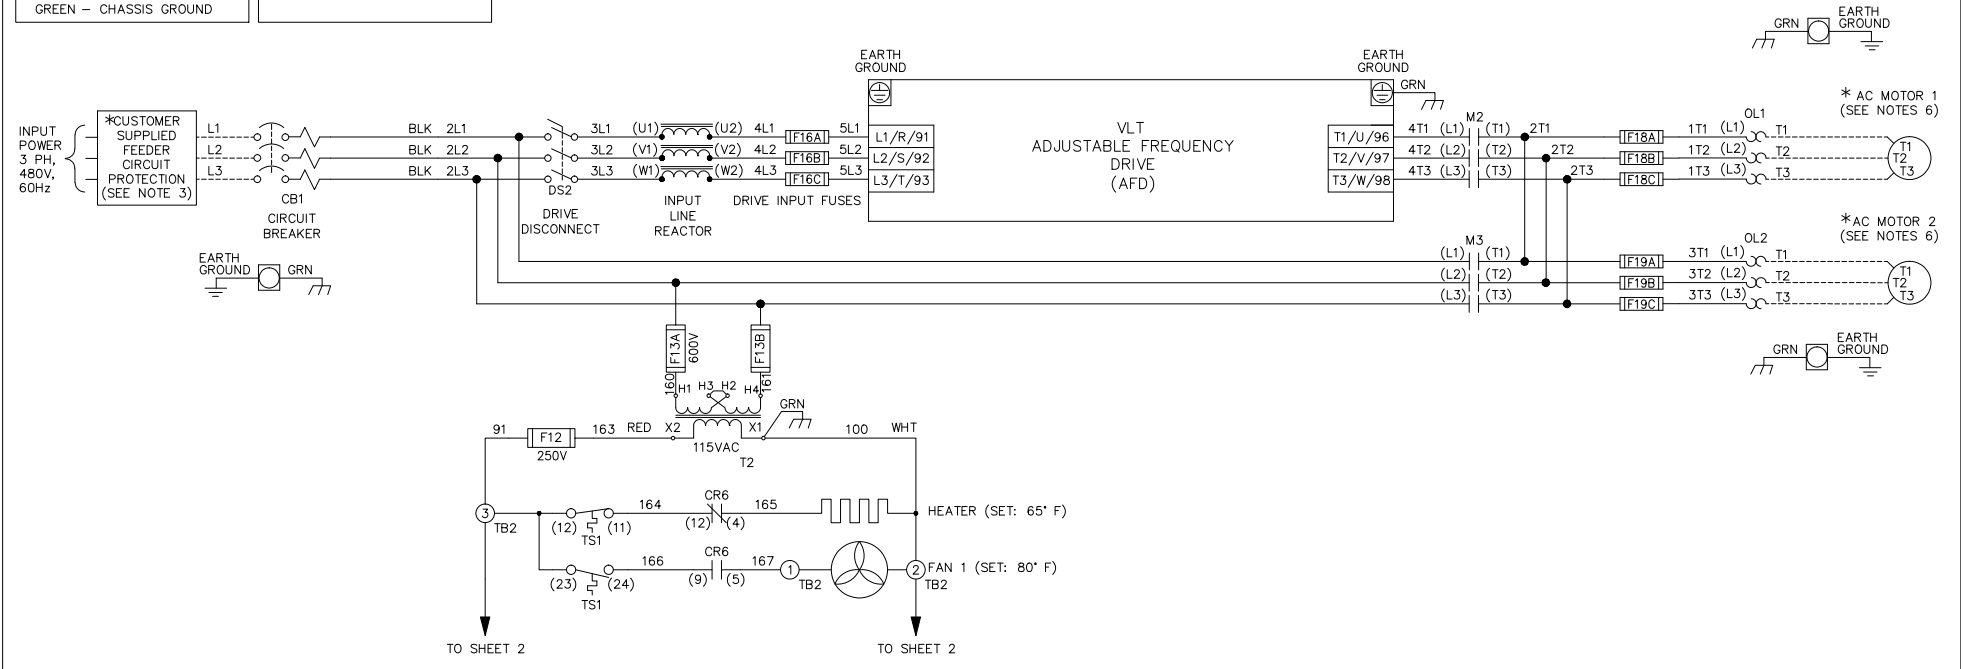 GREEN – CHASSIS GROUND
GRN
EARTH
GROUND
INPUT
POWER
3 PH,
480V,
60Hz
*CUSTOMER
SUPPLIED
FEEDER
CIRCUIT
PROTECTION
(SEE NOTE 3)
L1
L2
L3
CB1
CIRCUIT
BREAKER
BLK 2L1
BLK 2L2
BLK 2L3
DS2
DRIVE
DISCONNECT
3L1 (U1) (U2) 4L1 F16A 5L1
3L2 (V1) (V2) 4L2 F16B 5L2
3L3 (W1) (W2) 4L3 F16C 5L3
INPUT
LINE
REACTOR
DRIVE INPUT FUSES
EARTH
GROUND
L1/R/91
L2/S/92
L3/T/93
VLT
ADJUSTABLE FREQUENCY
DRIVE
(AFD)
EARTH
GROUND
GRN
T1/U/96
T2/V/97
T3/W/98
M2
4T1 (L1) (T1) 2T1 F18A 1T1 (L1) T1
4T2 (L2) (T2) 2T2 F18B 1T2 (L2) T2
4T3 (L3) (T3) 2T3 F18C 1T3 (L3) T3
OL1
* AC MOTOR 1
(SEE NOTES 6)
T1
T2
T3
EARTH
GROUND
GRN
M3
(L1) (T1) F19A 3T1 (L1) T1
(L2) (T2) F19B 3T2 (L2) T2
(L3) (T3) F19C 3T3 (L3) T3
OL2
*AC MOTOR 2
(SEE NOTES 6)
T1
T2
T3
GRN
EARTH
GROUND
F13A
600V
F13B
160
161
H1 H3 H2 H4
GRN
91 F12 163 RED X2 X1 100 WHT
250V
115VAC
T2
3
TB2
(12) (11) 164 CR6 165
TS1
(12) (4)
HEATER (SET: 65° F)
(23) (24) 166 CR6 167
TS1
(9) (5)
1
TB2
2
TB2
FAN 1 (SET: 80° F)
TO SHEET 2
TO SHEET 2